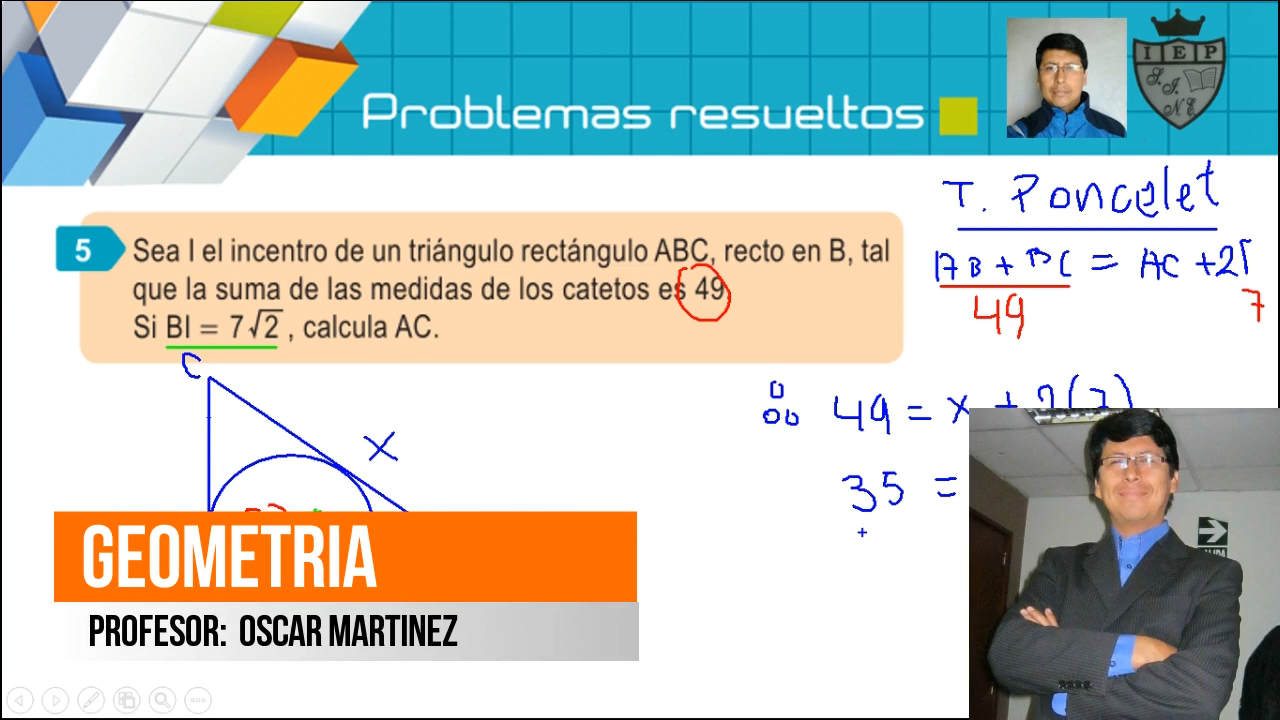 Problemas resueltos
I E P
S. J. N. E
T. Poncelet
5 Sea I el incentro de un triángulo rectángulo ABC, recto en B, tal
que la suma de las medidas de los catetos es 49.
Si BI = 7√2 , calcula AC.
AB + BC = AC + 2r
49 7
C
X
49 = x + 2(7)
35 =
GEOMETRIA
PROFESOR: OSCAR MARTINEZ